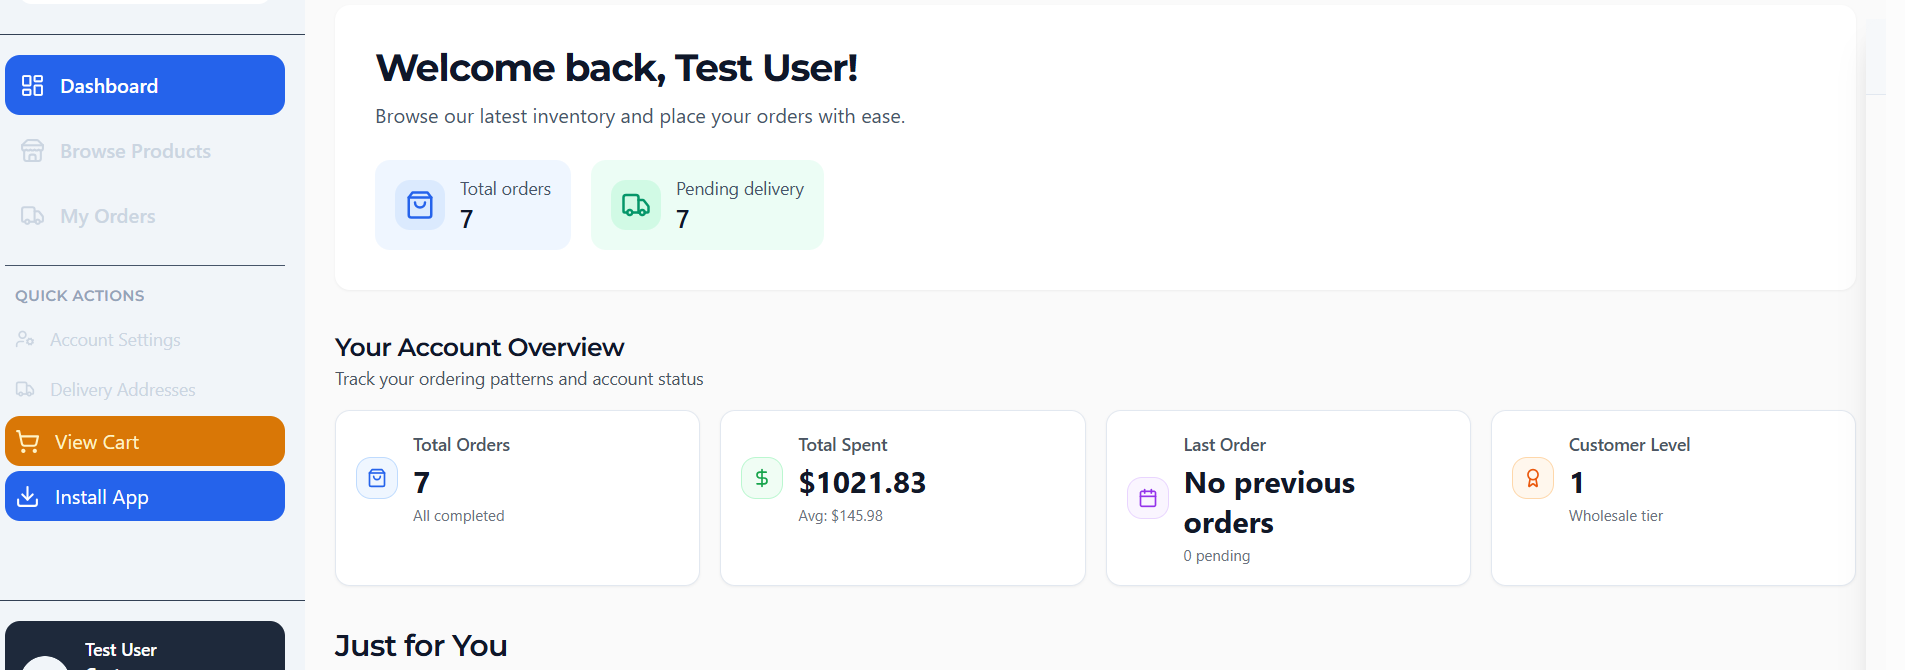 Dashboard
Browse Products
My Orders
QUICK ACTIONS
Account Settings
Delivery Addresses
View Cart
Install App
Test User
Welcome back, Test User!
Browse our latest inventory and place your orders with ease.
Total orders
7
Pending delivery
7
Your Account Overview
Track your ordering patterns and account status
Total Orders
7
All completed
Total Spent
$1021.83
Avg: $145.98
Last Order
No previous
orders
0 pending
Customer Level
1
Wholesale tier
Just for You